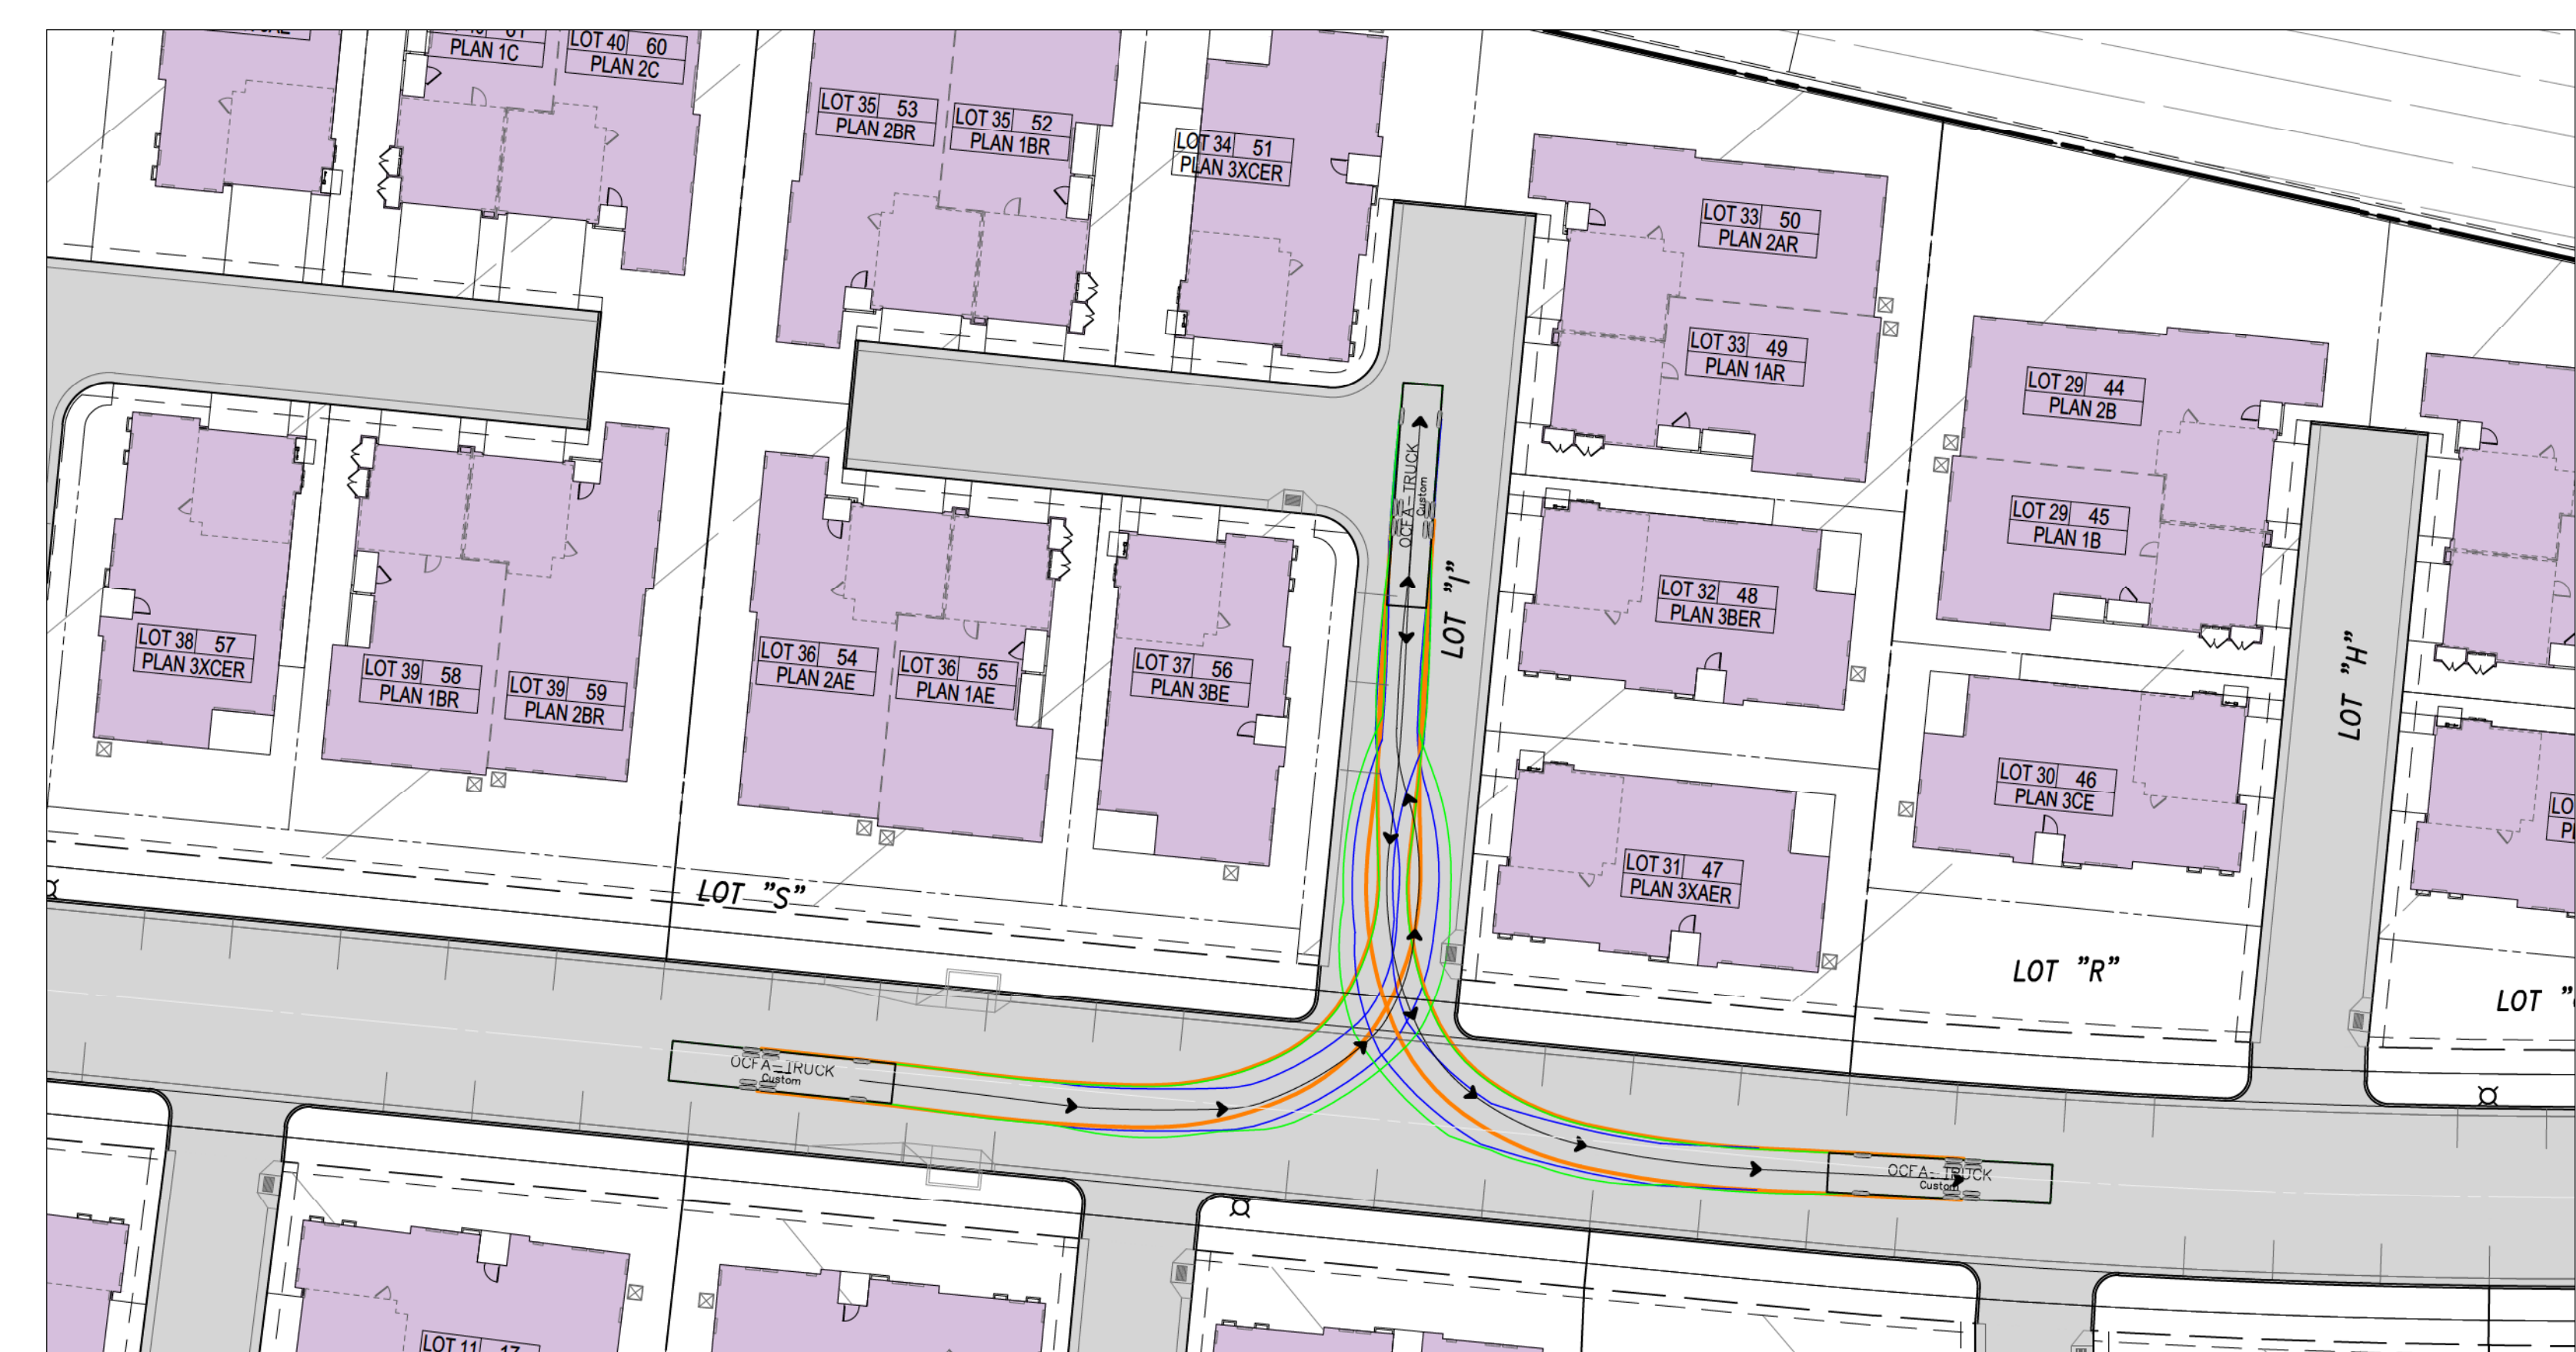 PLAN 1C
LOT 40 60
PLAN 2C
LOT 35 53
PLAN 2BR
LOT 35 52
PLAN 1BR
LOT 34 51
PLAN 3XCER
LOT 33 50
PLAN 2AR
LOT 33 49
PLAN 1AR
LOT 29 44
PLAN 2B
LOT 29 45
PLAN 1B
OCFA-TRUCK
Custom
LOT "I"
LOT 32 48
PLAN 3BER
LOT "H"
LOT 38 57
PLAN 3XCER
LOT 39 58
PLAN 1BR
LOT 39 59
PLAN 2BR
LOT 36 54
PLAN 2AE
LOT 36 55
PLAN 1AE
LOT 37 56
PLAN 3BE
LOT 30 46
PLAN 3CE
LOT 31 47
PLAN 3XAER
LOT "S"
LOT "R"
LOT "
OCFA-TRUCK
Custom
OCFA-TRUCK
Custom
LOT 11 17